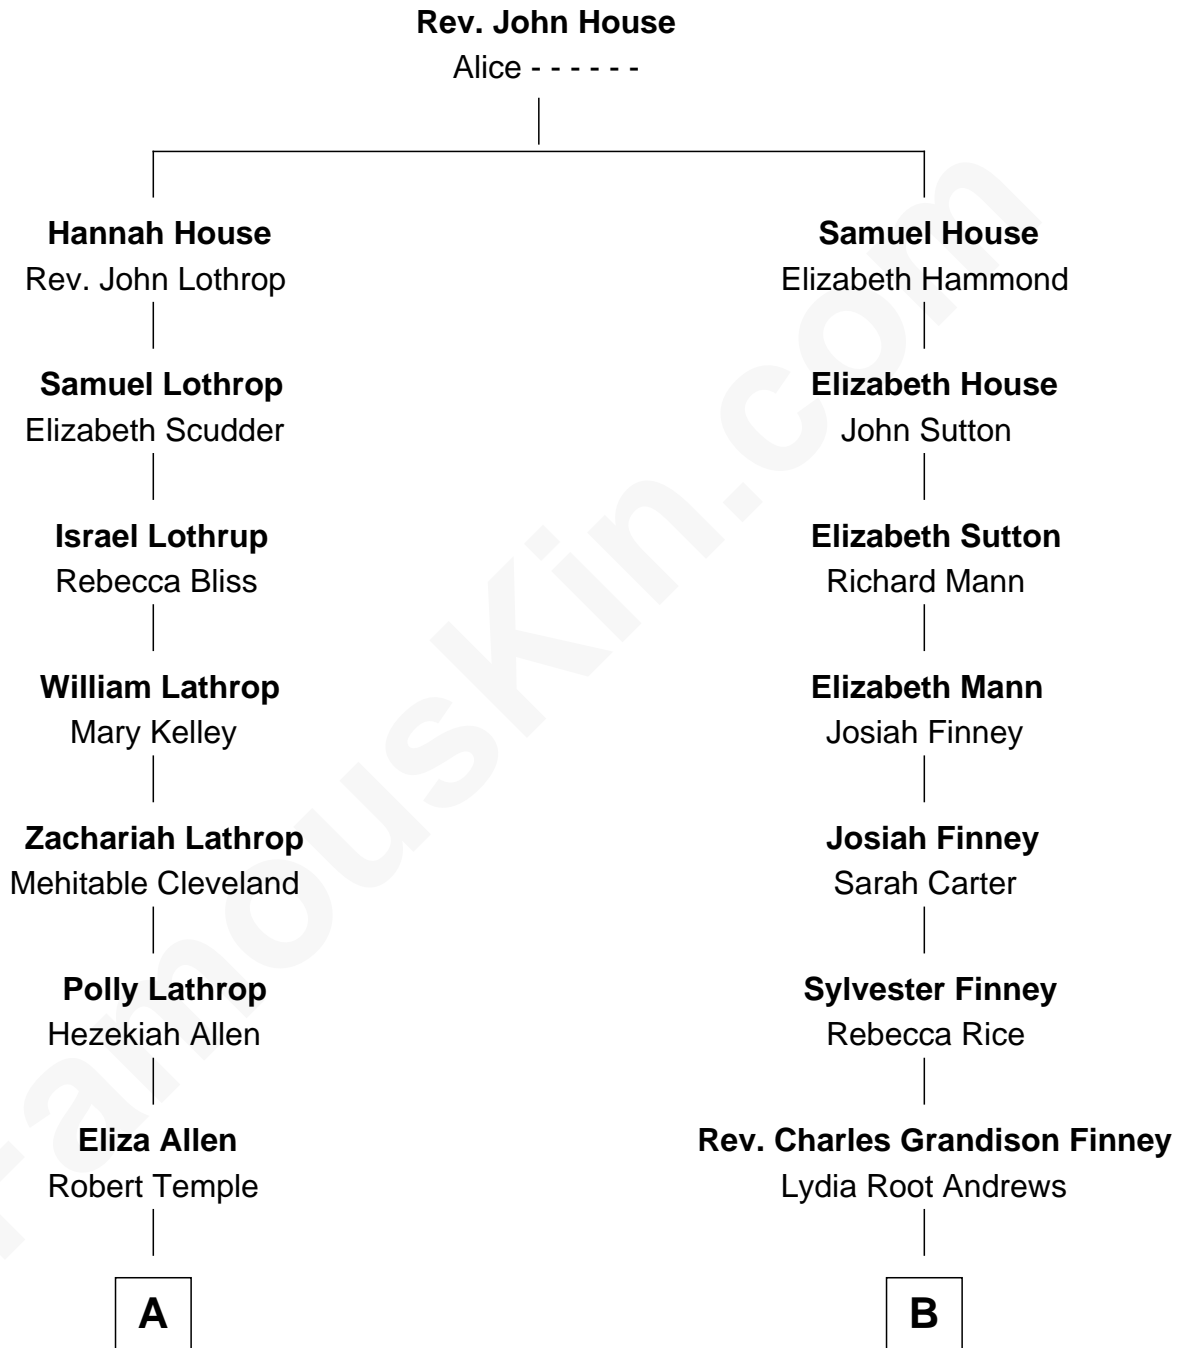 Rev. John House
Alice - - - - - -
Hannah House
Rev. John Lothrop
Samuel House
Elizabeth Hammond
Samuel Lothrop
Elizabeth Scudder
Elizabeth House
John Sutton
Israel Lothrup
Rebecca Bliss
Elizabeth Sutton
Richard Mann
William Lathrop
Mary Kelley
Elizabeth Mann
Josiah Finney
Zachariah Lathrop
Mehitable Cleveland
Josiah Finney
Sarah Carter
Polly Lathrop
Hezekiah Allen
Sylvester Finney
Rebecca Rice
Eliza Allen
Robert Temple
Rev. Charles Grandison Finney
Lydia Root Andrews
A
B
FamousKin.com